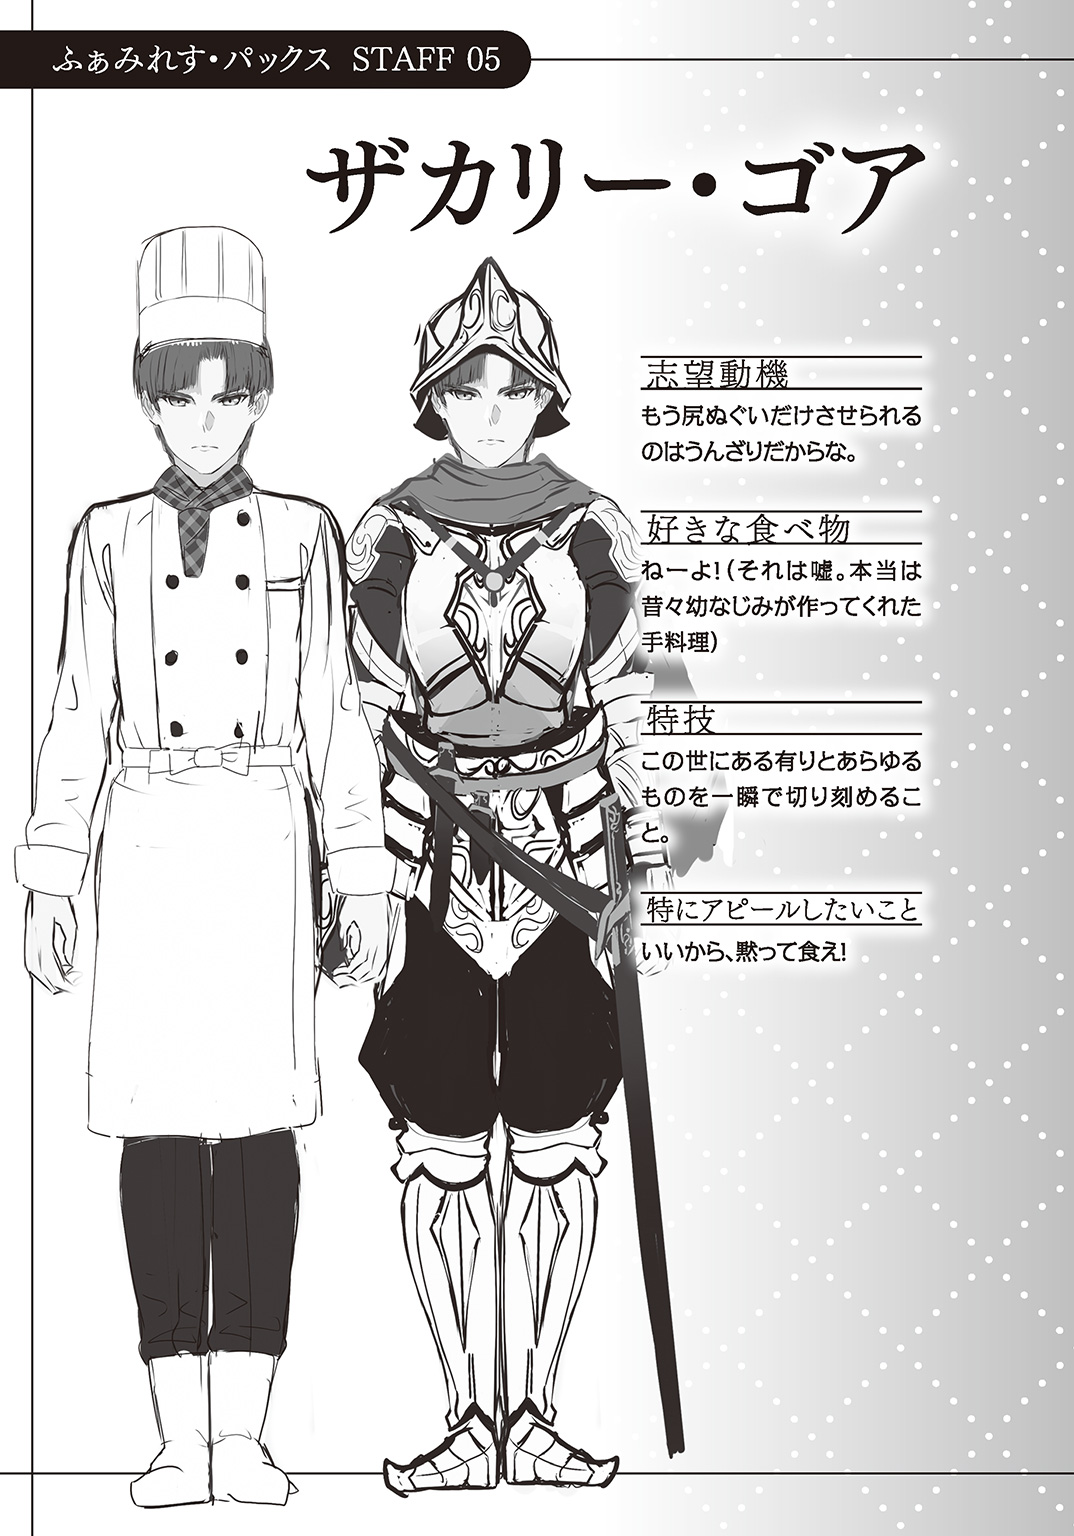 ふぁみれす・パックス STAFF 05
ザカリー・ゴア
志望動機
もう尻ぬぐいだけさせられる
のはうんざりだからな。
好きな食べ物
ねーよ!（それは嘘。本当は
昔々幼なじみが作ってくれた
手料理）
特技
この世にある有りとあらゆる
ものを一瞬で切り刻めるこ
と。
特にアピールしたいこと
いいから、黙って食え!